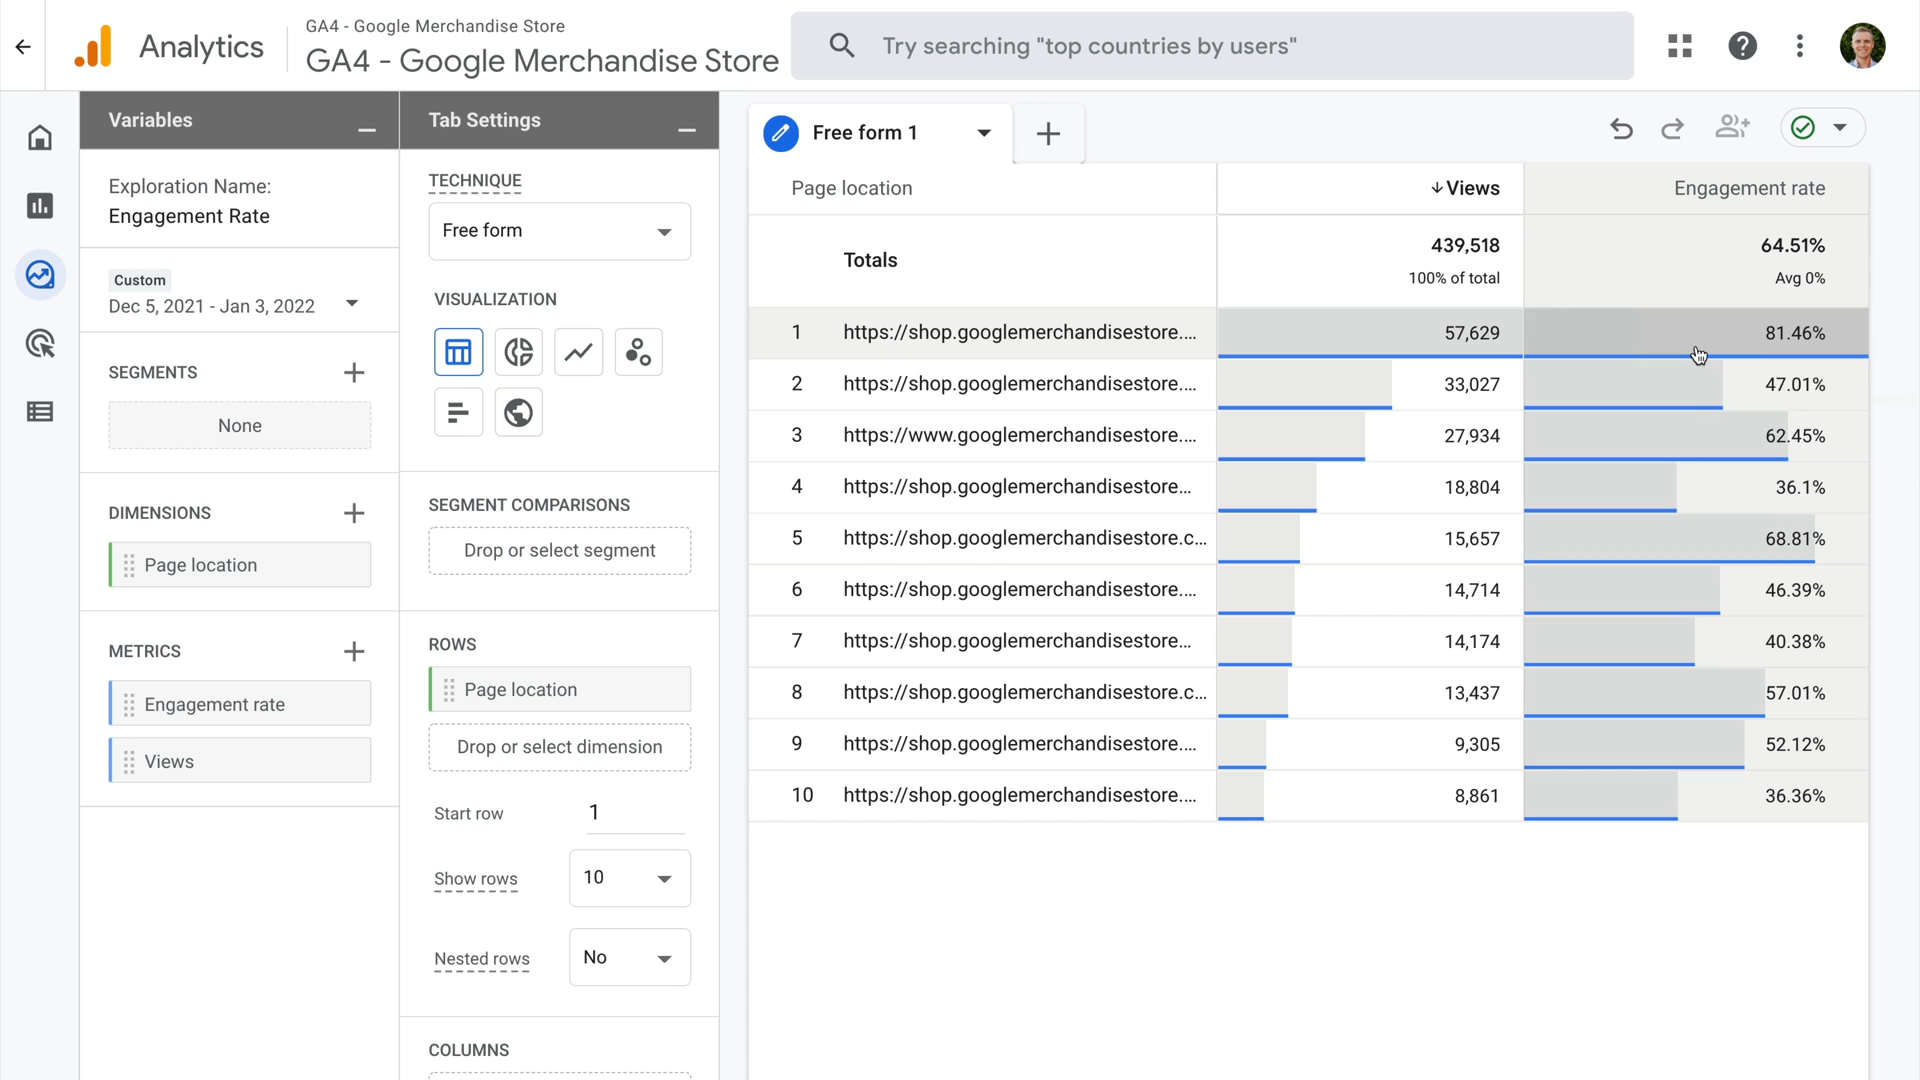 GA4 - Google Merchandise Store
Analytics
GA4 - Google Merchandise Store
Try searching "top countries by users"
Variables
Exploration Name:
Engagement Rate
Custom
Dec 5, 2021 - Jan 3, 2022
SEGMENTS
None
DIMENSIONS
Page location
METRICS
Engagement rate
Views
Tab Settings
TECHNIQUE
Free form
VISUALIZATION
SEGMENT COMPARISONS
Drop or select segment
ROWS
Page location
Drop or select dimension
Start row 1
Show rows 10
Nested rows No
COLUMNS
Free form 1
Page location Views Engagement rate
Totals 439,518 64.51%
100% of total Avg 0%
1 https://shop.googlemerchandisestore.... 57,629 81.46%
2 https://shop.googlemerchandisestore.... 33,027 47.01%
3 https://www.googlemerchandisestore.... 27,934 62.45%
4 https://shop.googlemerchandisestore... 18,804 36.1%
5 https://shop.googlemerchandisestore.c... 15,657 68.81%
6 https://shop.googlemerchandisestore.... 14,714 46.39%
7 https://shop.googlemerchandisestore... 14,174 40.38%
8 https://shop.googlemerchandisestore.c... 13,437 57.01%
9 https://shop.googlemerchandisestore.... 9,305 52.12%
10 https://shop.googlemerchandisestore.... 8,861 36.36%